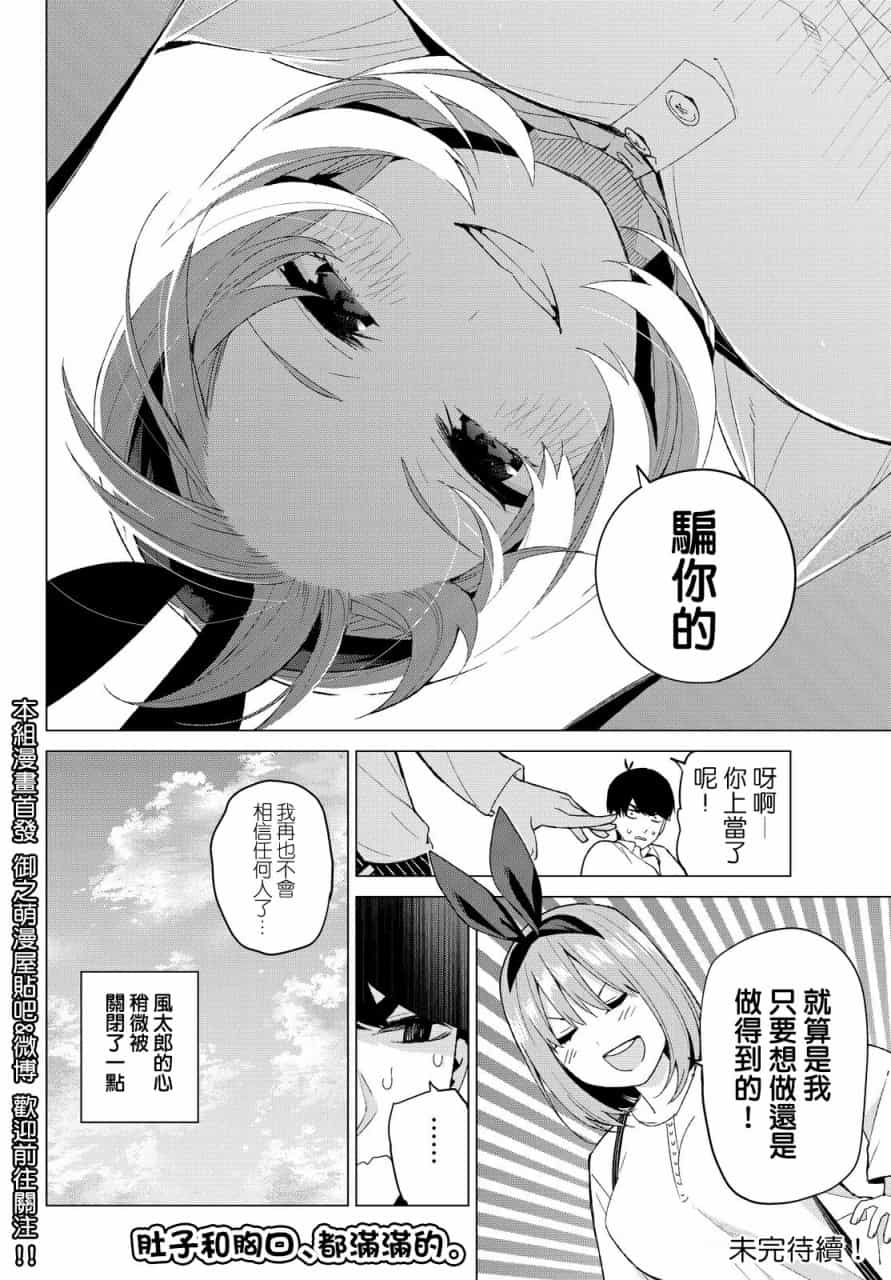 騙你的
呀啊—
你上當了
呢！
就算是我
只要想做還是
做得到的！
……
我再也不會
相信任何人了…
風太郎的心
稍微被
關閉了一點
肚子和胸口、都滿滿的。
未完待續！
本組漫畫首發 御之萌漫屋貼吧&微博 歡迎前往關注!!